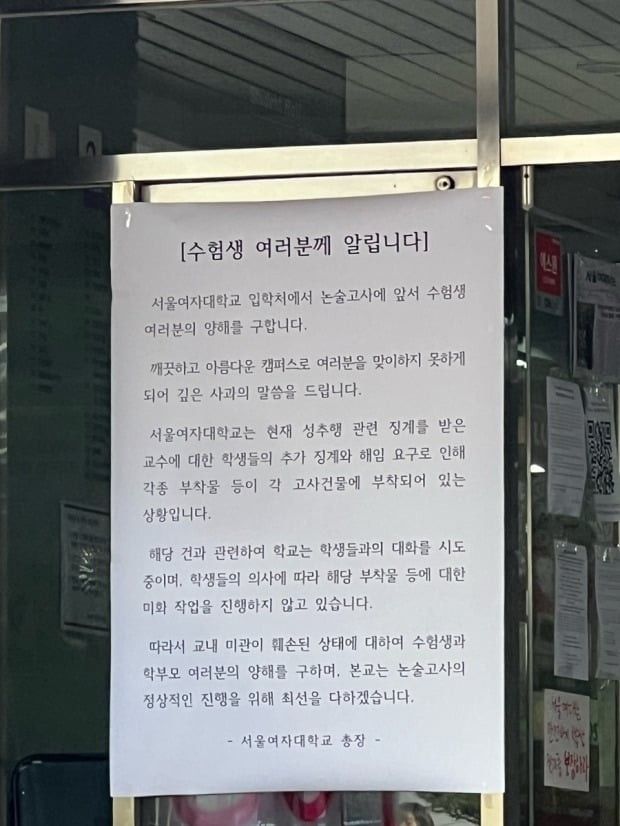 [수험생 여러분께 알립니다]
서울여자대학교 입학처에서 논술고사에 앞서 수험생
여러분의 양해를 구합니다.
깨끗하고 아름다운 캠퍼스로 여러분을 맞이하지 못하게
되어 깊은 사과의 말씀을 드립니다.
서울여자대학교는 현재 성추행 관련 징계를 받은
교수에 대한 학생들의 추가 징계와 해임 요구로 인해
각종 부착물 등이 각 고사건물에 부착되어 있는
상황입니다.
해당 건과 관련하여 학교는 학생들과의 대화를 시도
중이며, 학생들의 의사에 따라 해당 부착물 등에 대한
미화 작업을 진행하지 않고 있습니다.
따라서 교내 미관이 훼손된 상태에 대하여 수험생과
학부모 여러분의 양해를 구하며, 본교는 논술고사의
정상적인 진행을 위해 최선을 다하겠습니다.
- 서울여자대학교 총장 -
에스원